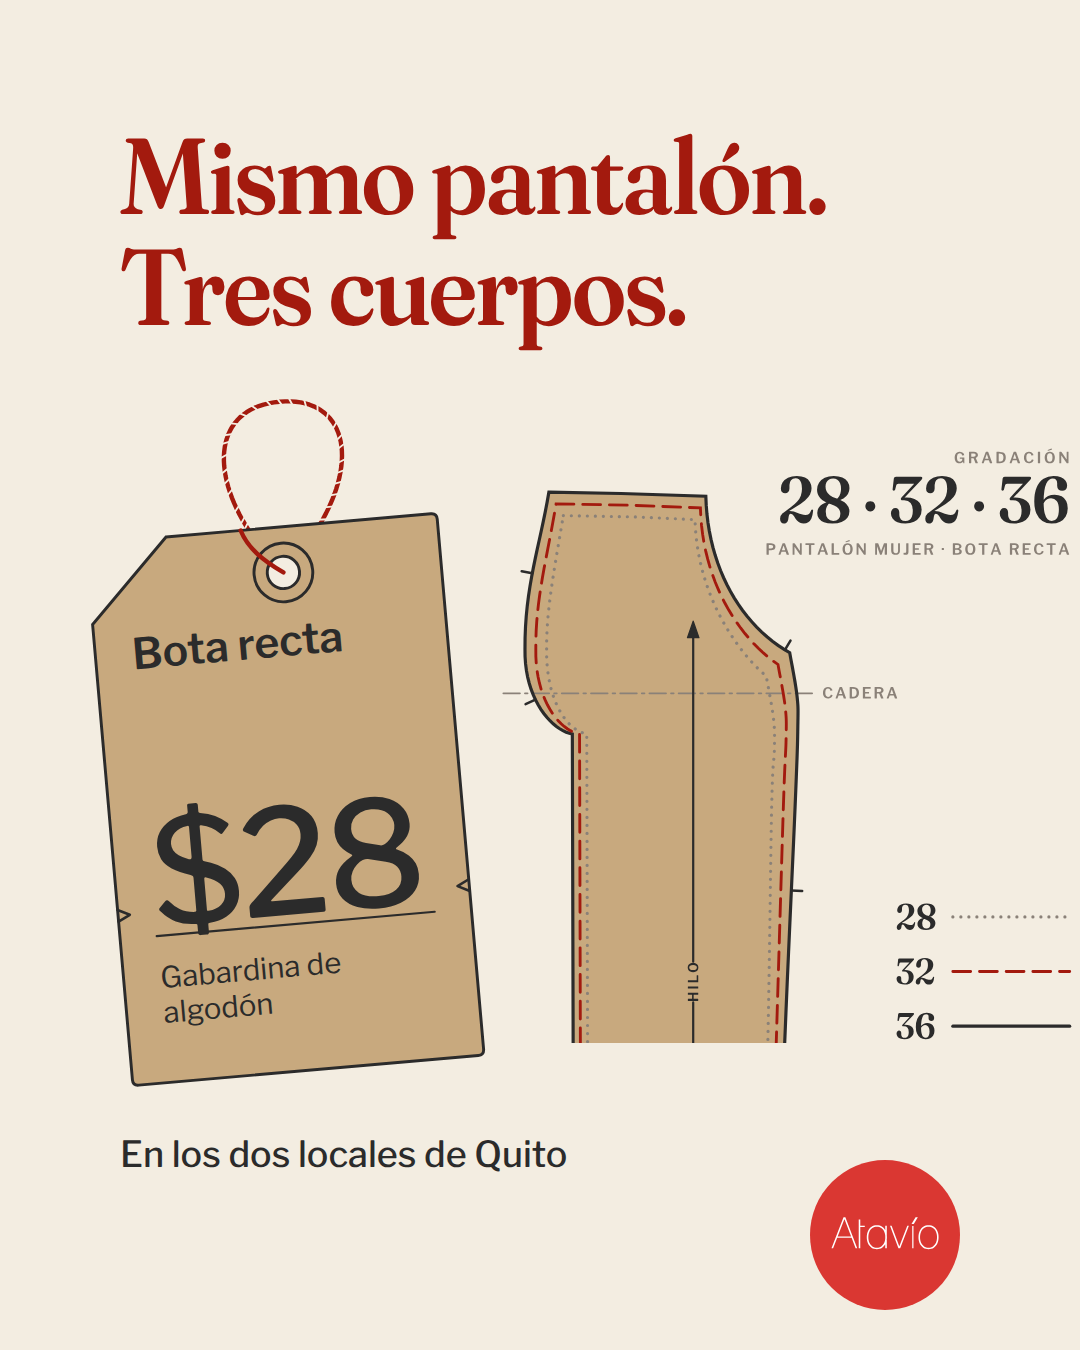 Mismo pantalón.
Tres cuerpos.
GRADACIÓN
28 · 32 · 36
PANTALÓN MUJER · BOTA RECTA
Bota recta
$28
Gabardina de
algodón
CADERA
HILO
28
32
36
En los dos locales de Quito
Atavío